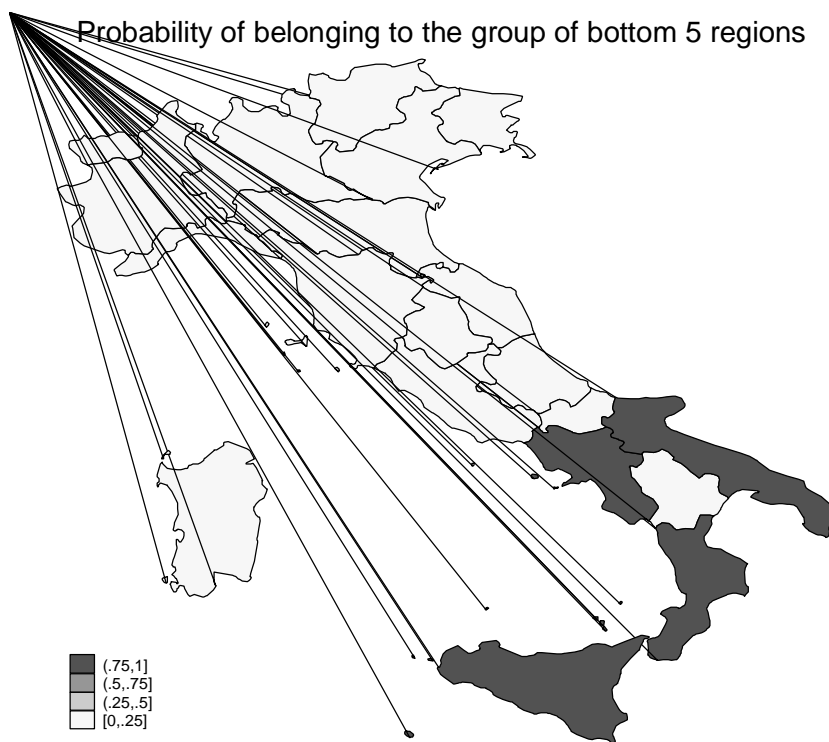 Probability of belonging to the group of bottom 5 regions
(.75,1]
(.5,.75]
(.25,.5]
[0,.25]